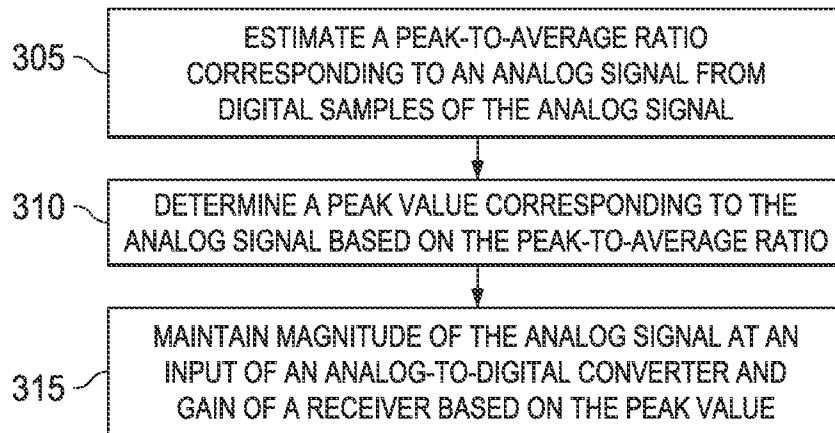 305
ESTIMATE A PEAK-TO-AVERAGE RATIO
CORRESPONDING TO AN ANALOG SIGNAL FROM
DIGITAL SAMPLES OF THE ANALOG SIGNAL
310
DETERMINE A PEAK VALUE CORRESPONDING TO THE
ANALOG SIGNAL BASED ON THE PEAK-TO-AVERAGE RATIO
315
MAINTAIN MAGNITUDE OF THE ANALOG SIGNAL AT AN
INPUT OF AN ANALOG-TO-DIGITAL CONVERTER AND
GAIN OF A RECEIVER BASED ON THE PEAK VALUE